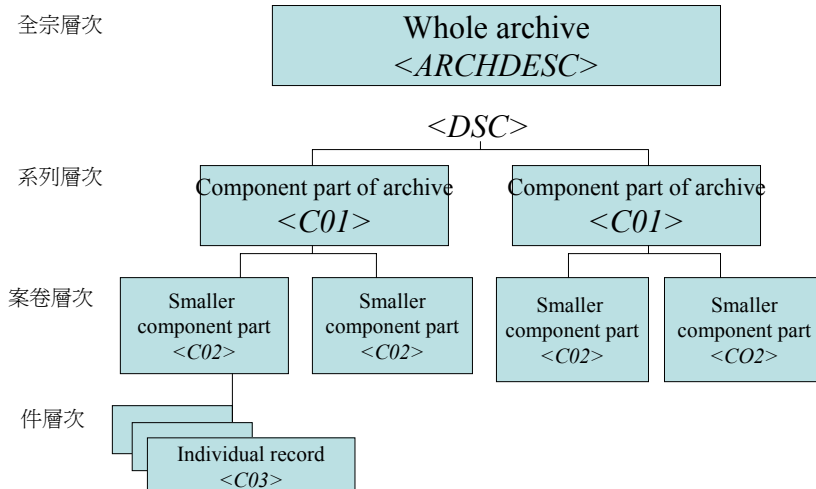 全宗層次
Whole archive
<ARCHDESC>
<DSC>
系列層次
Component part of archive
<C01>
Component part of archive
<C01>
案卷層次
Smaller
component part
<C02>
Smaller
component part
<C02>
Smaller
component part
<C02>
Smaller
component part
<CO2>
件層次
Individual record
<C03>